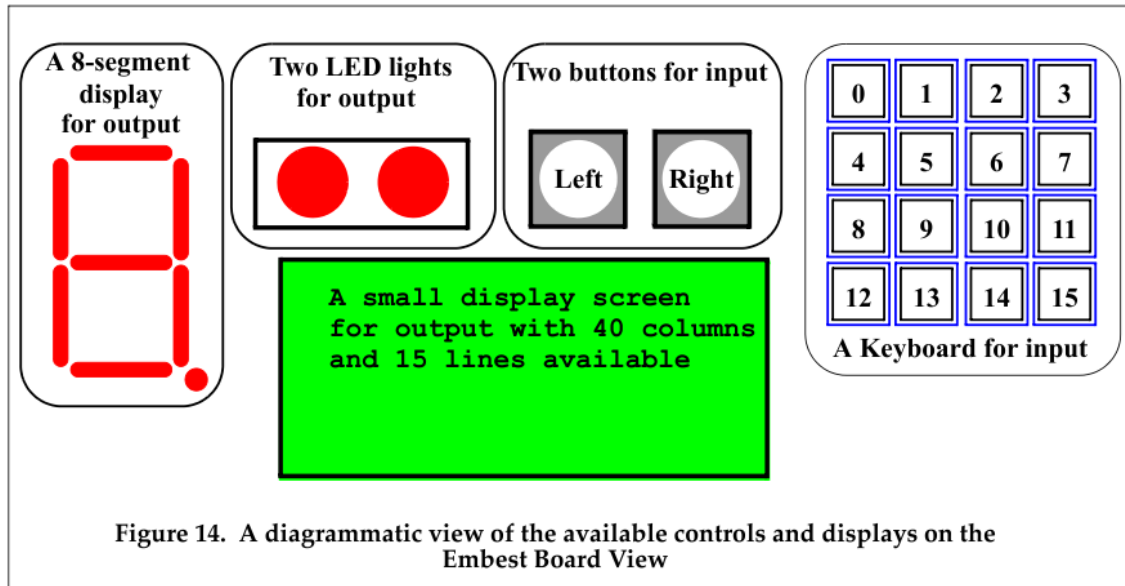 A 8-segment
display
for output
Two LED lights
for output
Two buttons for input
Left
Right
0
1
2
3
4
5
6
7
8
9
10
11
12
13
14
15
A Keyboard for input
A small display screen
for output with 40 columns
and 15 lines available
Figure 14. A diagrammatic view of the available controls and displays on the
Embest Board View